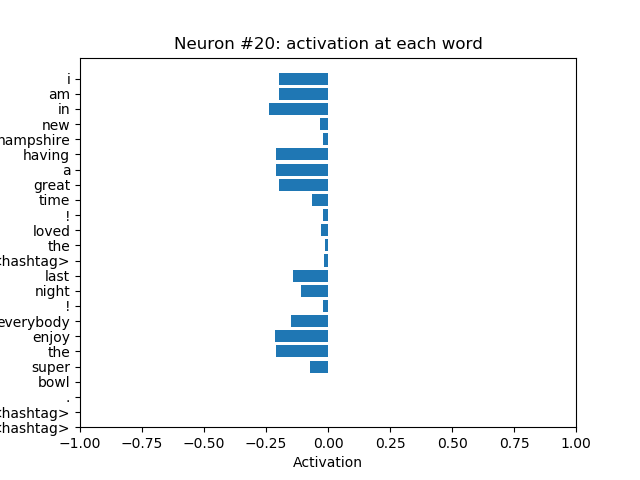 Neuron #20: activation at each word
i
am
in
new
hampshire
having
a
great
time
!
loved
the
hashtag>
last
night
!
everybody
enjoy
the
super
bowl
.
hashtag>
hashtag>
−1.00 −0.75 −0.50 −0.25 0.00 0.25 0.50 0.75 1.00
Activation